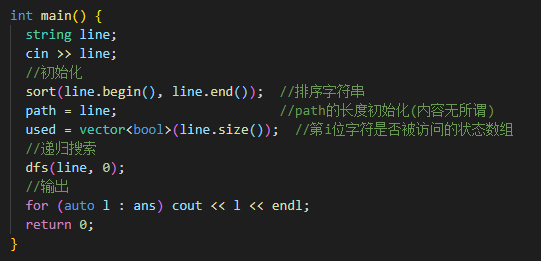 int main() {
string line;
cin >> line;
//初始化
sort(line.begin(), line.end()); //排序字符串
path = line; //path的长度初始化(内容无所谓)
used = vector<bool>(line.size()); //第i位字符是否被访问的状态数组
//递归搜索
dfs(line, 0);
//输出
for (auto l : ans) cout << l << endl;
return 0;
}